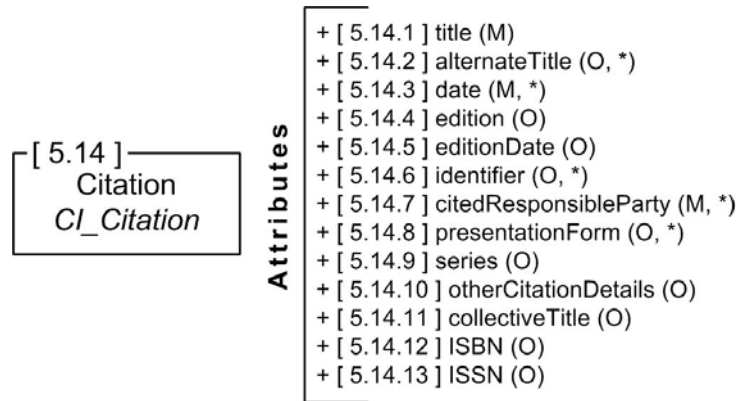 [ 5.14 ]
Citation
CI_Citation
Attributes
+ [ 5.14.1 ] title (M)
+ [ 5.14.2 ] alternateTitle (O, *)
+ [ 5.14.3 ] date (M, *)
+ [ 5.14.4 ] edition (O)
+ [ 5.14.5 ] editionDate (O)
+ [ 5.14.6 ] identifier (O, *)
+ [ 5.14.7 ] citedResponsibleParty (M, *)
+ [ 5.14.8 ] presentationForm (O, *)
+ [ 5.14.9 ] series (O)
+ [ 5.14.10 ] otherCitationDetails (O)
+ [ 5.14.11 ] collectiveTitle (O)
+ [ 5.14.12 ] ISBN (O)
+ [ 5.14.13 ] ISSN (O)